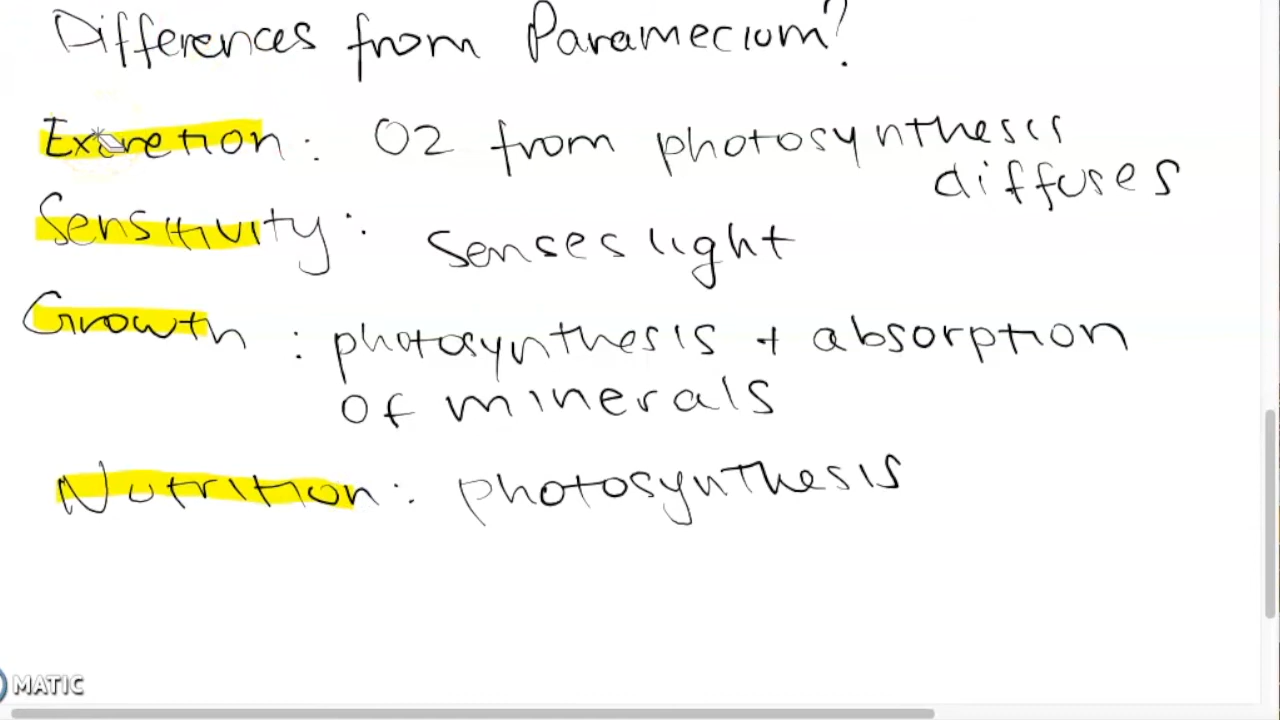 Differences from Paramecium?
Excretion: O2 from photosynthesis
diffuses
Sensitivity: senses light
Growth: photosynthesis + absorption
of minerals
Nutrition: photosynthesis
MATIC